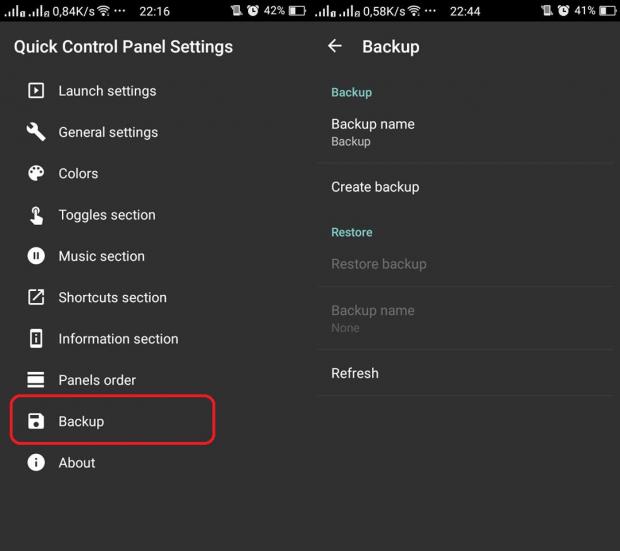 0,84K/s ··· 22:16 42%
Quick Control Panel Settings
Launch settings
General settings
Colors
Toggles section
Music section
Shortcuts section
Information section
Panels order
Backup
About
0,58K/s ··· 22:44 41%
Backup
Backup
Backup name
Backup
Create backup
Restore
Restore backup
Backup name
None
Refresh